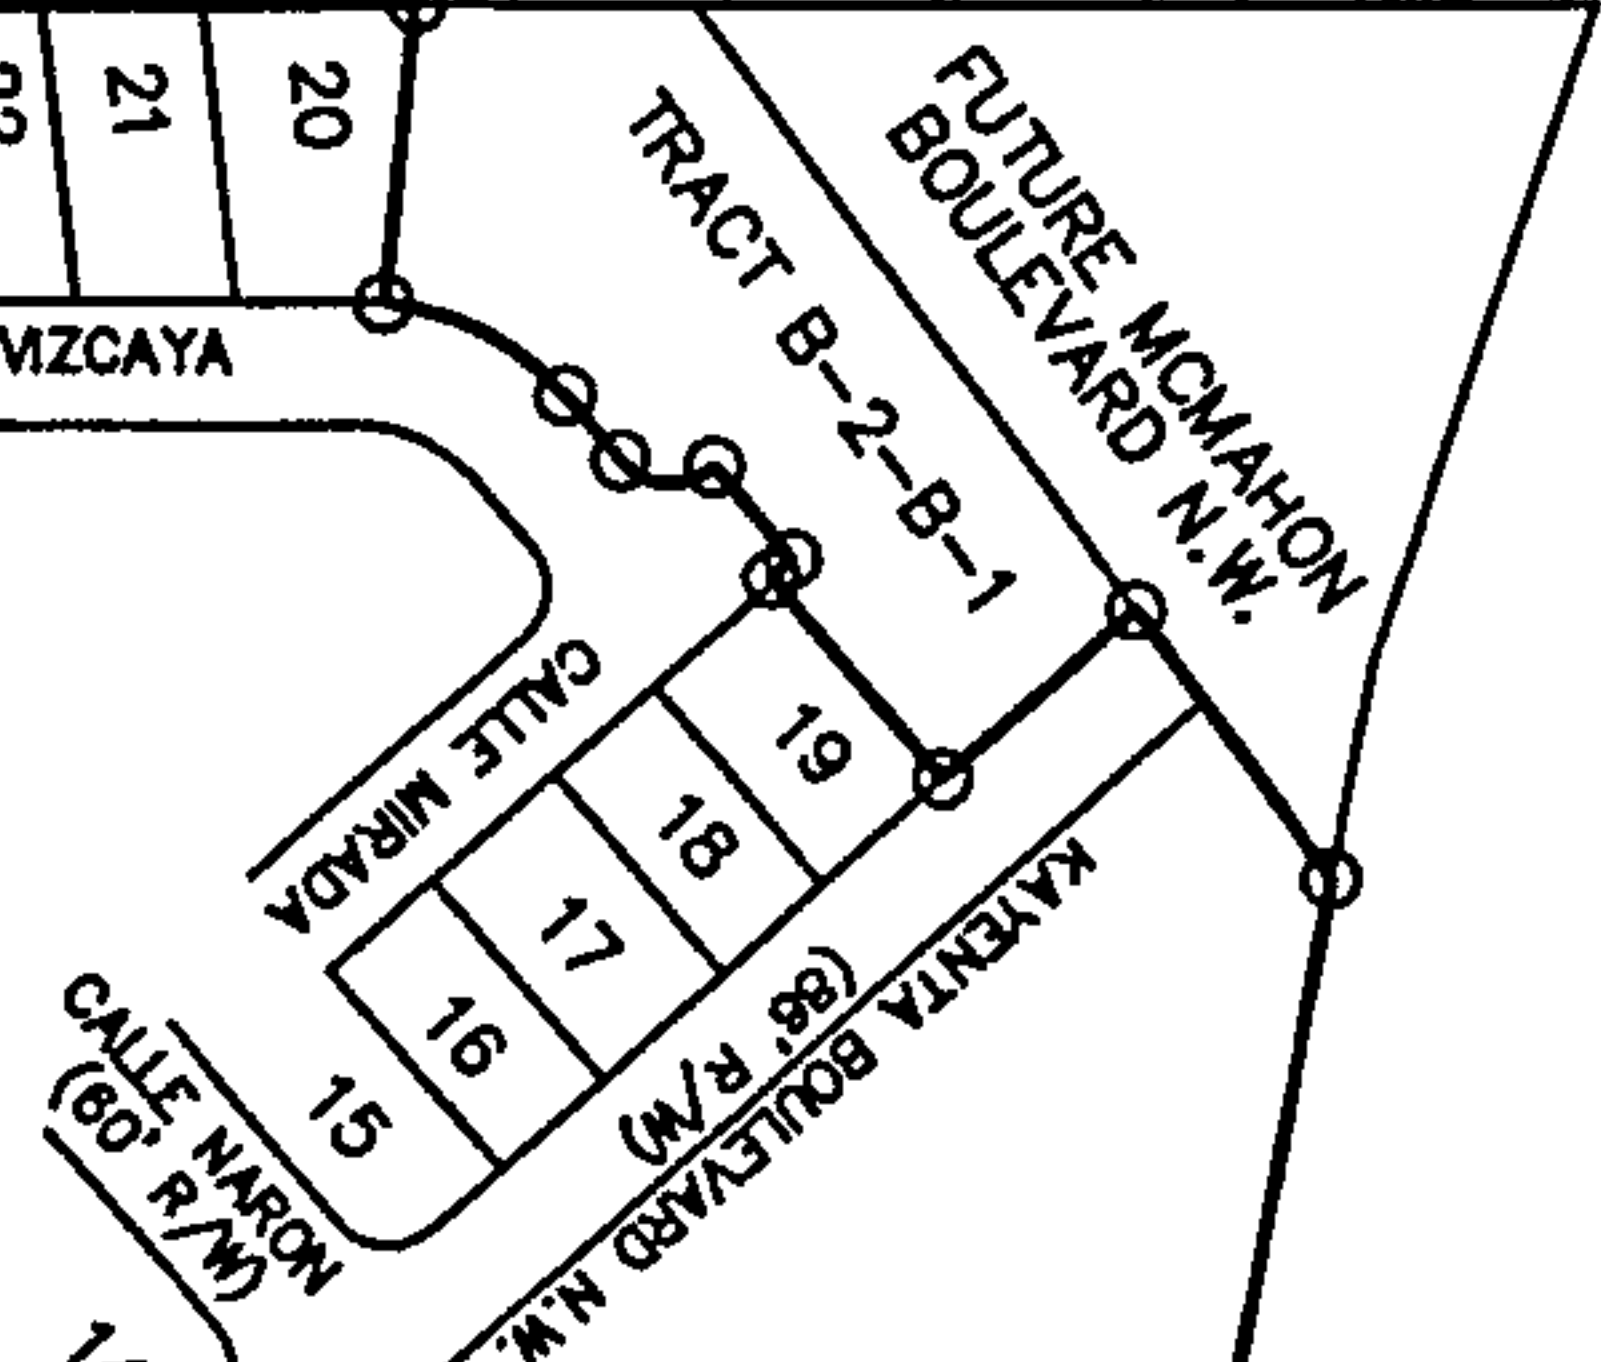 21
20
VIZCAYA
TRACT B-2-B-1
FUTURE MCMAHON
BOULEVARD N.W.
CALLE MIRADA
19
18
17
16
15
CALLE NARON
(60' R/W)
(86' R/W)
KAYENTA BOULEVARD N.W.